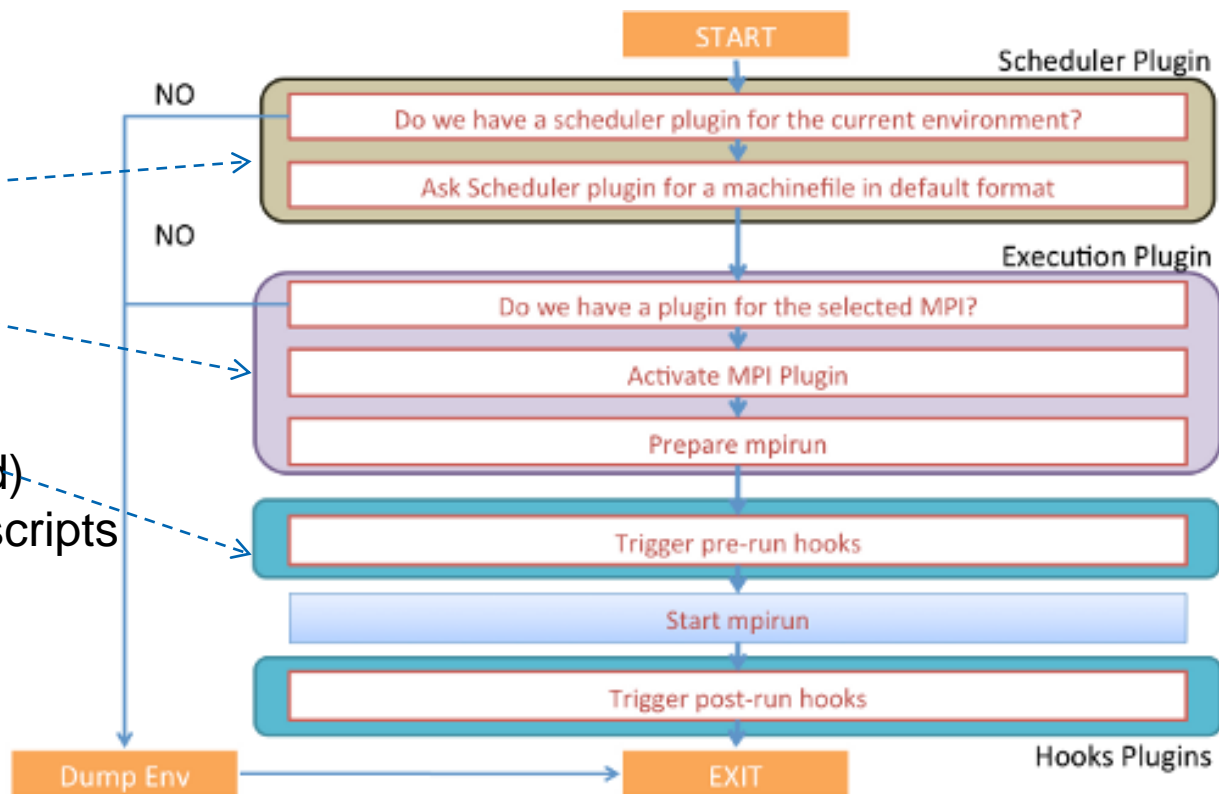 START
Scheduler Plugin
NO
Do we have a scheduler plugin for the current environment?
Ask Scheduler plugin for a machinefile in default format
NO
Execution Plugin
Do we have a plugin for the selected MPI?
Activate MPI Plugin
Prepare mpirun
d)
scripts
Trigger pre-run hooks
Start mpirun
Trigger post-run hooks
Hooks Plugins
Dump Env
EXIT